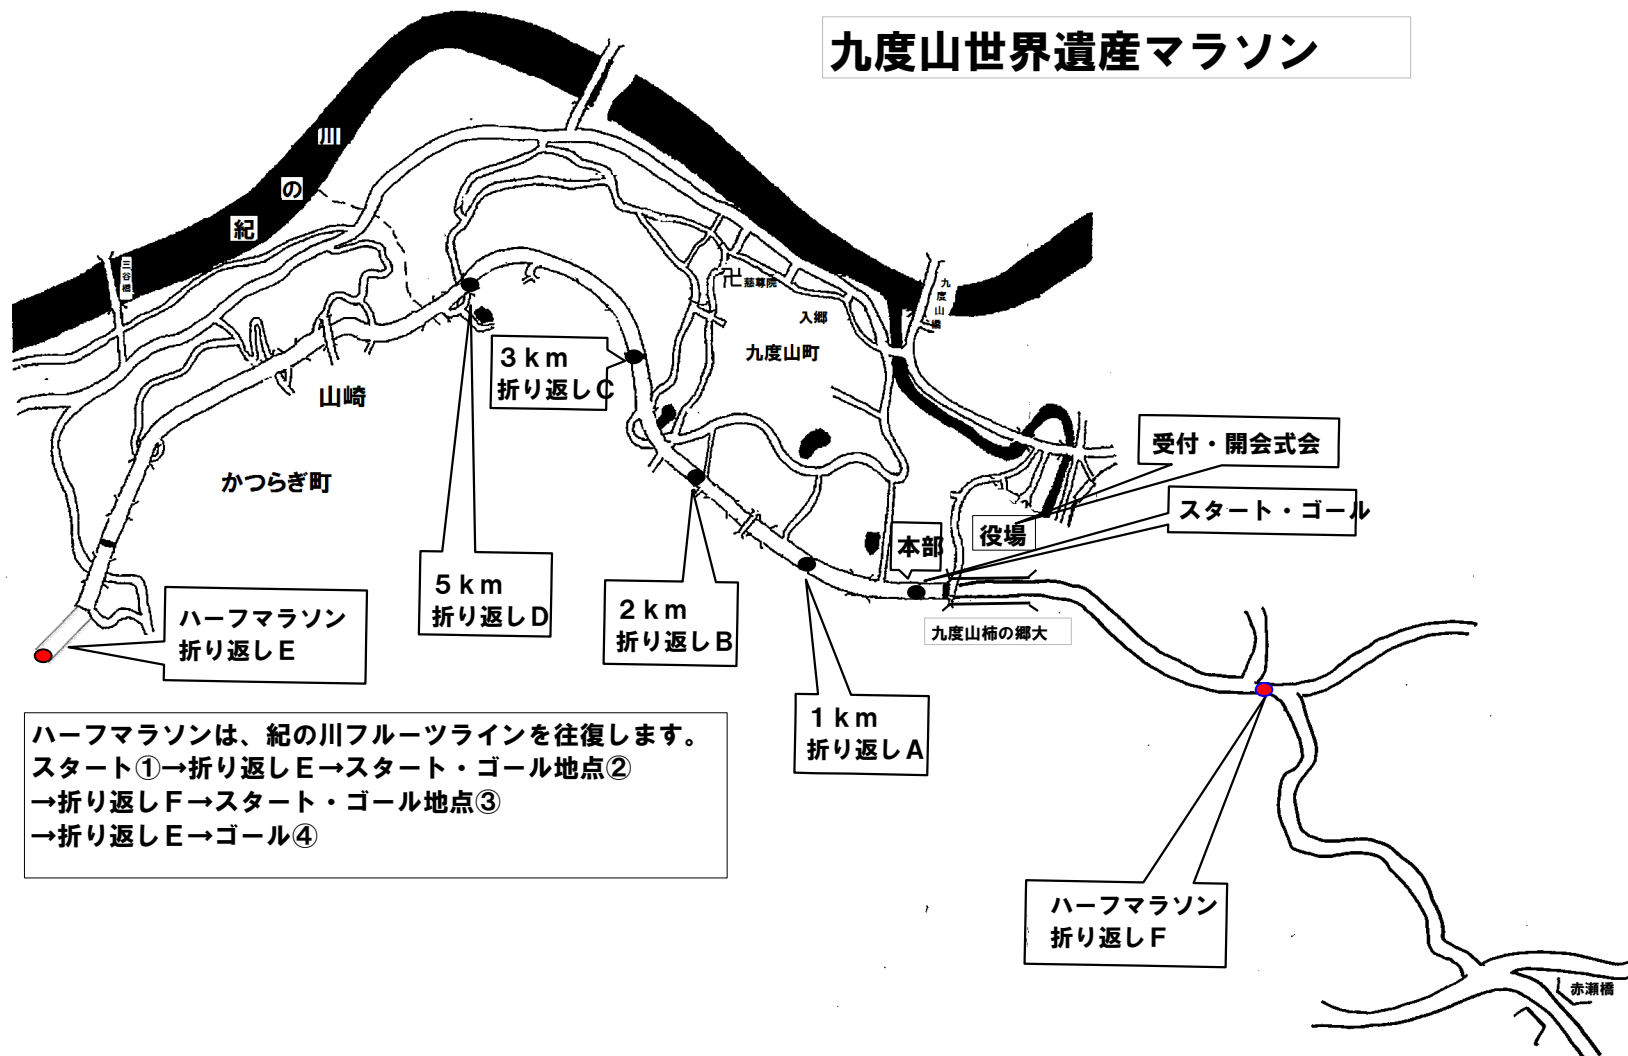 九度山世界遺産マラソン
紀の川
三谷橋
卍 慈尊院
入郷
九度山町
九度山橋
3km
折り返しC
山崎
かつらぎ町
受付・開会式会
スタート・ゴール
役場
本部
5km
折り返しD
2km
折り返しB
九度山柿の郷大
ハーフマラソン
折り返しE
1km
折り返しA
ハーフマラソンは、紀の川フルーツラインを往復します。
スタート①→折り返しE→スタート・ゴール地点②
→折り返しF→スタート・ゴール地点③
→折り返しE→ゴール④
ハーフマラソン
折り返しF
赤瀬橋